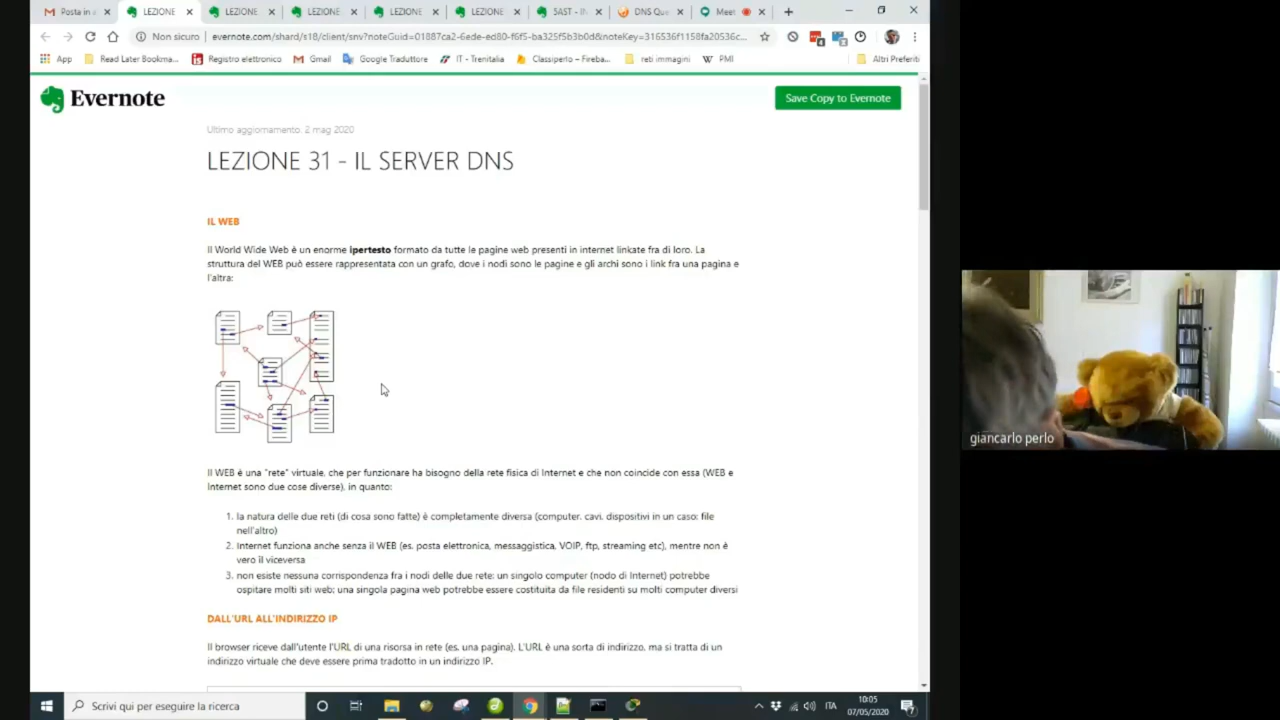 Posta in a
LEZIONE
LEZIONE
LEZIONE
LEZIONE
LEZIONE
5AST - IN
DNS Que
Meet
Non sicuro
evernote.com/shard/s18/client/snv?noteGuid=01887ca2-6ede-ed80-f6f5-ba325f5b3b0d&noteKey=316536f1158fa20536c...
App
Read Later Bookma...
Registro elettronico
Gmail
Google Traduttore
IT - Trenitalia
Classiperto – Fireba...
reti immagini
PMI
Altri Preferiti
Evernote
Save Copy to Evernote
Ultimo aggiornamento, 2 mag 2020
LEZIONE 31 - IL SERVER DNS
IL WEB
Il World Wide Web è un enorme ipertesto formato da tutte le pagine web presenti in internet linkate fra di loro. La
struttura del WEB può essere rappresentata con un grafo, dove i nodi sono le pagine e gli archi sono i link fra una pagina e
l'altra:
giancarlo perlo
Il WEB è una "rete" virtuale, che per funzionare ha bisogno della rete fisica di Internet e che non coincide con essa (WEB e
Internet sono due cose diverse), in quanto:
1. la natura delle due reti (di cosa sono fatte) è completamente diversa (computer, cavi, dispositivi in un caso; file
nell'altro)
2. Internet funziona anche senza il WEB (es. posta elettronica, messaggistica, VOIP, ftp, streaming etc), mentre non è
vero il viceversa
3. non esiste nessuna corrispondenza fra i nodi delle due rete: un singolo computer (nodo di Internet) potrebbe
ospitare molti siti web; una singola pagina web potrebbe essere costituita da file residenti su molti computer diversi
DALL'URL ALL'INDIRIZZO IP
Il browser riceve dall'utente l'URL di una risorsa in rete (es. una pagina). L'URL è una sorta di indirizzo, ma si tratta di un
indirizzo virtuale che deve essere prima tradotto in un indirizzo IP.
Scrivi qui per eseguire la ricerca
ITA
10:05
07/05/2020